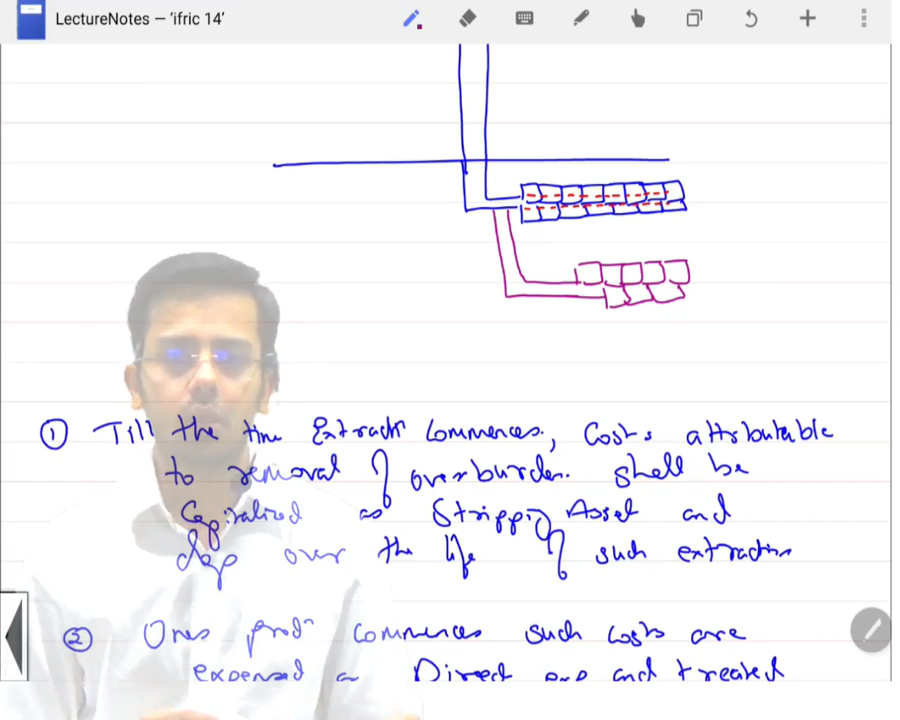 LectureNotes – 'ifric 14'
① Till the time Extractn Commences, Costs attributable
to removal of overburden. shall be
Capitalized as Stripping Asset and
dep over the life of such extraction
② Ones prodn commences such costs are
expensed as Direct exp and treated